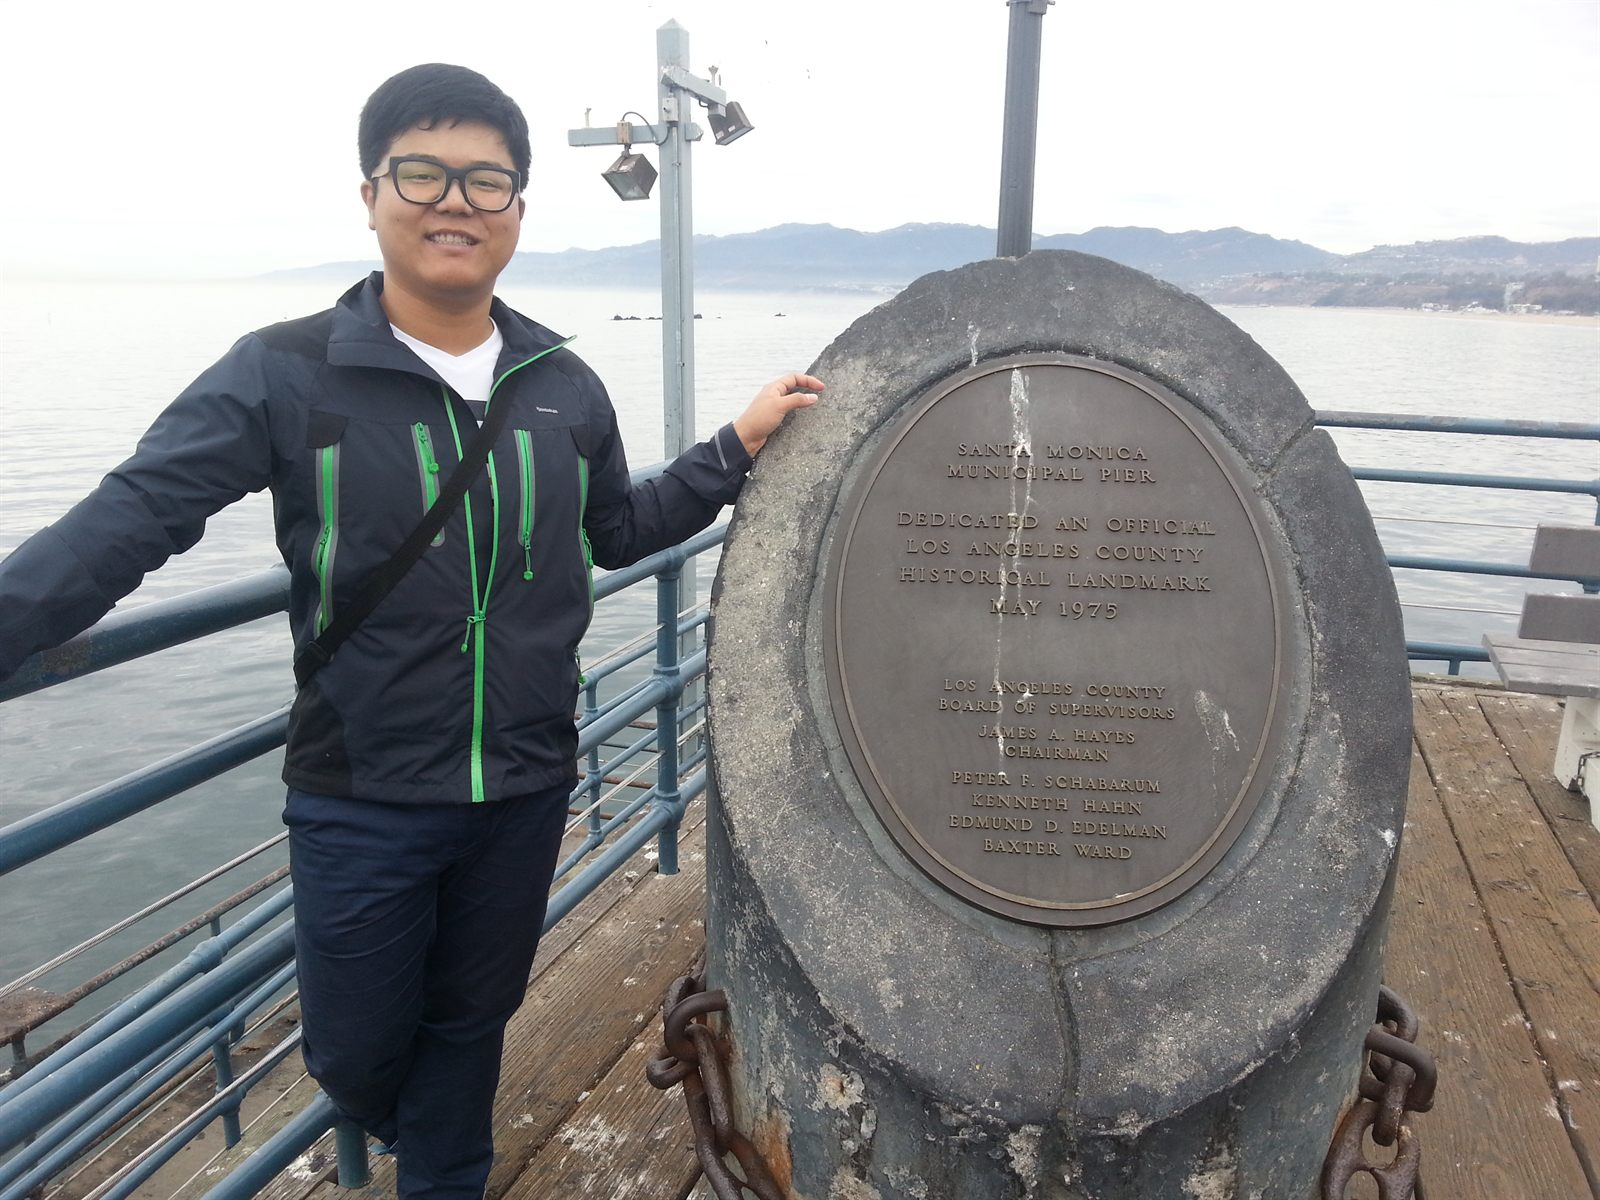 SANTA MONICA
MUNICIPAL PIER
DEDICATED AN OFFICIAL
LOS ANGELES COUNTY
HISTORICAL LANDMARK
MAY 1975
LOS ANGELES COUNTY
BOARD OF SUPERVISORS
JAMES A. HAYES
CHAIRMAN
PETER F. SCHABARUM
KENNETH HAHN
EDMUND D. EDELMAN
BAXTER WARD